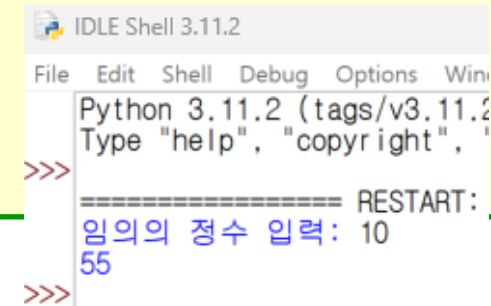 IDLE Shell 3.11.2
File Edit Shell Debug Options
Python 3.11.2 (tags/v3.11.2
Type "help", "copyright",
>>>
================= RESTART:
임의의 정수 입력: 10
55
>>>